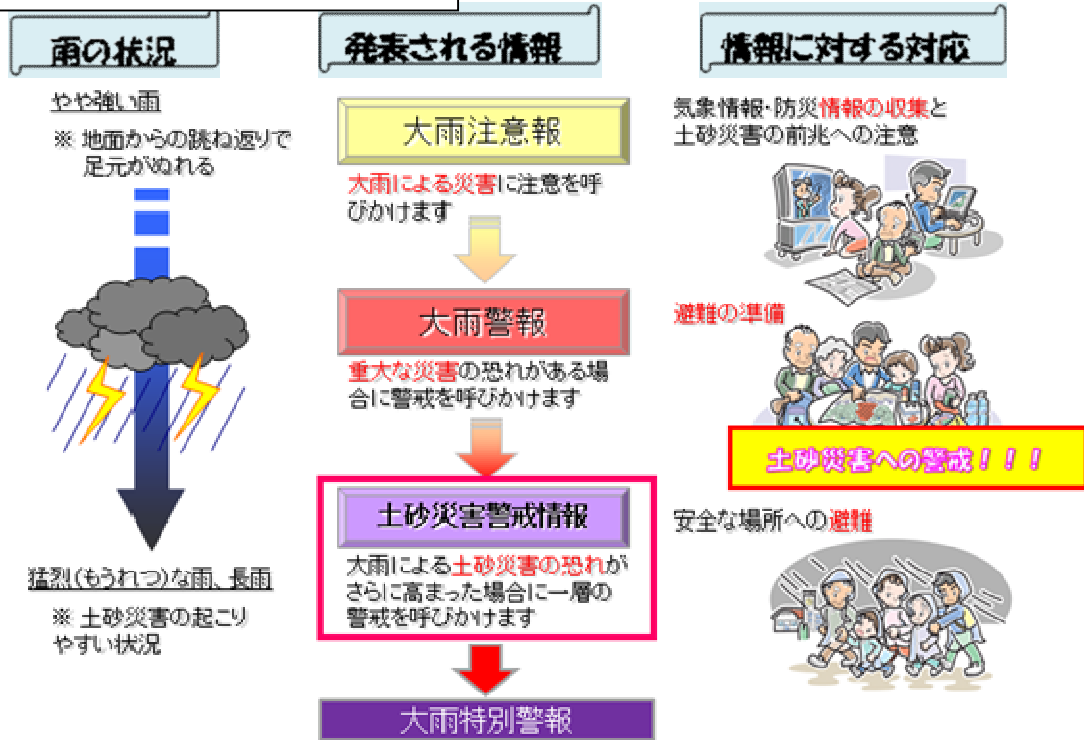 雨の状況
やや強い雨
※ 地面からの跳ね返りで
足元がぬれる
猛烈(もうれつ)な雨、長雨
※ 土砂災害の起こり
やすい状況
発表される情報
大雨注意報
大雨による災害に注意を呼
びかけます
大雨警報
重大な災害の恐れがある場
合に警戒を呼びかけます
土砂災害警戒情報
大雨による土砂災害の恐れが
さらに高まった場合に一層の
警戒を呼びかけます
大雨特別警報
情報に対する対応
気象情報・防災情報の収集と
土砂災害の前兆への注意
避難の準備
土砂災害への警戒！！！
安全な場所への避難